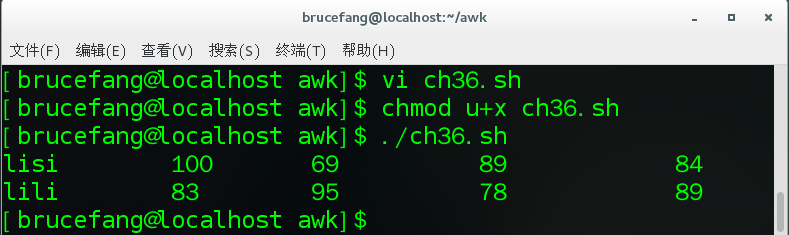 brucefang@localhost:~/awk
文件(F) 编辑(E) 查看(V) 搜索(S) 终端(T) 帮助(H)
[brucefang@localhost awk]$ vi ch36.sh
[brucefang@localhost awk]$ chmod u+x ch36.sh
[brucefang@localhost awk]$ ./ch36.sh
lisi 100 69 89 84
lili 83 95 78 89
[brucefang@localhost awk]$